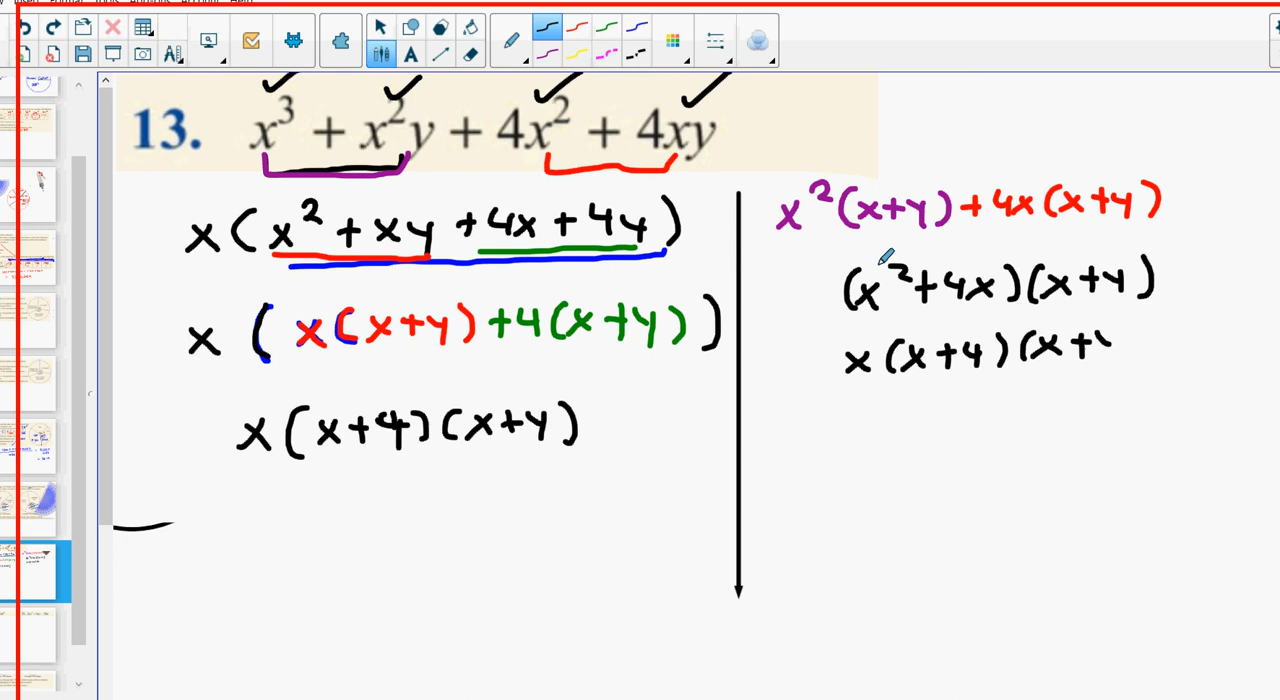 13. x³ + x²y + 4x² + 4xy
x(x² + xy + 4x + 4y)
x(x(x+y) + 4(x+y))
x(x+4)(x+y)
x²(x+y) + 4x(x+y)
(x²+4x)(x+y)
x(x+4)(x+